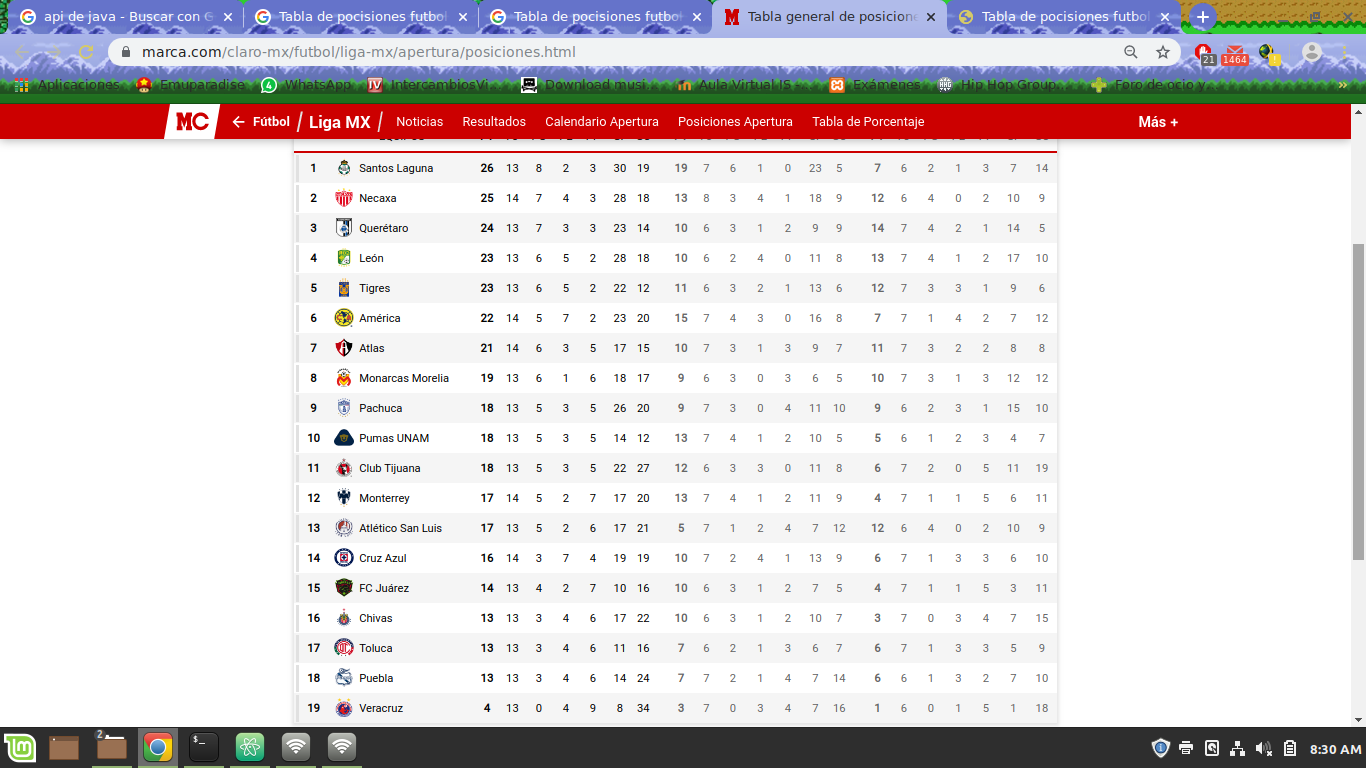 api de java - Buscar con G
Tabla de pocisiones futbol
Tabla de pocisiones futbol
Tabla general de posicion
Tabla de pocisiones futbol
marca.com/claro-mx/futbol/liga-mx/apertura/posiciones.html
21
1464
Aplicaciones
Emuparadise
WhatsApp
IntercambiosVi...
Download musi...
Aula Virtual IS -
Exámenes
Hip Hop Group...
Foro de ocio y...
»
MC
Fútbol / Liga MX /
Noticias
Resultados
Calendario Apertura
Posiciones Apertura
Tabla de Porcentaje
Más +
1 Santos Laguna 26 13 8 2 3 30 19 19 7 6 1 0 23 5 7 6 2 1 3 7 14
2 Necaxa 25 14 7 4 3 28 18 13 8 3 4 1 18 9 12 6 4 0 2 10 9
3 Querétaro 24 13 7 3 3 23 14 10 6 3 1 2 9 9 14 7 4 2 1 14 5
4 León 23 13 6 5 2 28 18 10 6 2 4 0 11 8 13 7 4 1 2 17 10
5 Tigres 23 13 6 5 2 22 12 11 6 3 2 1 13 6 12 7 3 3 1 9 6
6 América 22 14 5 7 2 23 20 15 7 4 3 0 16 8 7 7 1 4 2 7 12
7 Atlas 21 14 6 3 5 17 15 10 7 3 1 3 9 7 11 7 3 2 2 8 8
8 Monarcas Morelia 19 13 6 1 6 18 17 9 6 3 0 3 6 5 10 7 3 1 3 12 12
9 Pachuca 18 13 5 3 5 26 20 9 7 3 0 4 11 10 9 6 2 3 1 15 10
10 Pumas UNAM 18 13 5 3 5 14 12 13 7 4 1 2 10 5 5 6 1 2 3 4 7
11 Club Tijuana 18 13 5 3 5 22 27 12 6 3 3 0 11 8 6 7 2 0 5 11 19
12 Monterrey 17 14 5 2 7 17 20 13 7 4 1 2 11 9 4 7 1 1 5 6 11
13 Atlético San Luis 17 13 5 2 6 17 21 5 7 1 2 4 7 12 12 6 4 0 2 10 9
14 Cruz Azul 16 14 3 7 4 19 19 10 7 2 4 1 13 9 6 7 1 3 3 6 10
15 FC Juárez 14 13 4 2 7 10 16 10 6 3 1 2 7 5 4 7 1 1 5 3 11
16 Chivas 13 13 3 4 6 17 22 10 6 3 1 2 10 7 3 7 0 3 4 7 15
17 Toluca 13 13 3 4 6 11 16 7 6 2 1 3 6 7 6 7 1 3 3 5 9
18 Puebla 13 13 3 4 6 14 24 7 7 2 1 4 7 14 6 6 1 3 2 7 10
19 Veracruz 4 13 0 4 9 8 34 3 7 0 3 4 7 16 1 6 0 1 5 1 18
2
8:30 AM